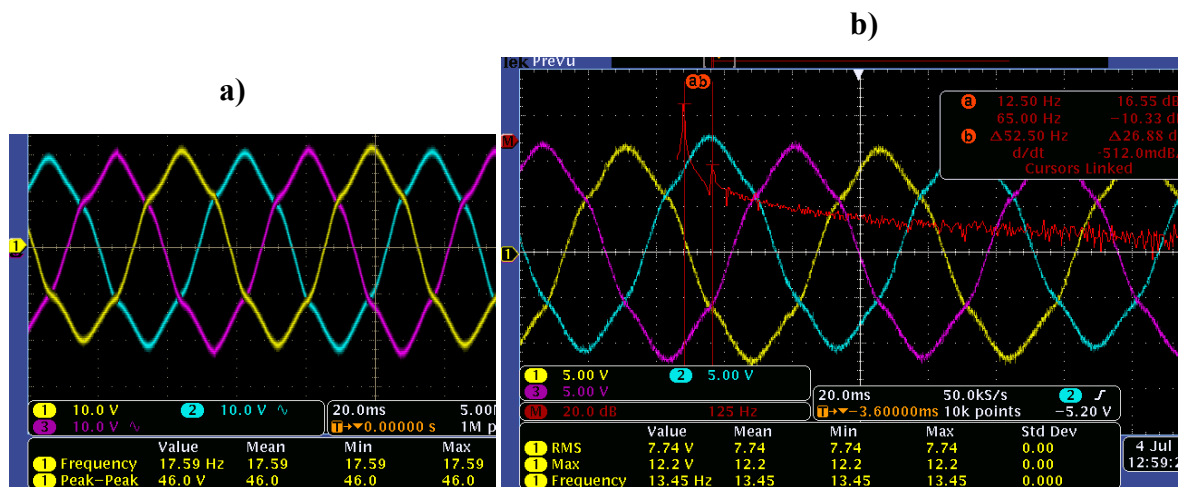 b)
a)
Tek PreVu
a b
a 12.50 Hz 16.55 dB
65.00 Hz -10.33 d
b Δ52.50 Hz Δ26.88 d
d/dt -512.0mdB/
Cursors Linked
M
1
1
1 10.0 V 2 10.0 V ∿
3 10.0 V ∿
20.0ms 5.00M
T→▼0.00000 s 1M p
Value Mean Min Max
1 Frequency 17.59 Hz 17.59 17.59 17.59
1 Peak-Peak 46.0 V 46.0 46.0 46.0
1 5.00 V 2 5.00 V
3 5.00 V
M 20.0 dB 125 Hz
20.0ms 50.0kS/s 2 ƒ
T→▼-3.60000ms 10k points -5.20 V
Value Mean Min Max Std Dev
1 RMS 7.74 V 7.74 7.74 7.74 0.00
1 Max 12.2 V 12.2 12.2 12.2 0.00
1 Frequency 13.45 Hz 13.45 13.45 13.45 0.000
4 Jul
12:59:2